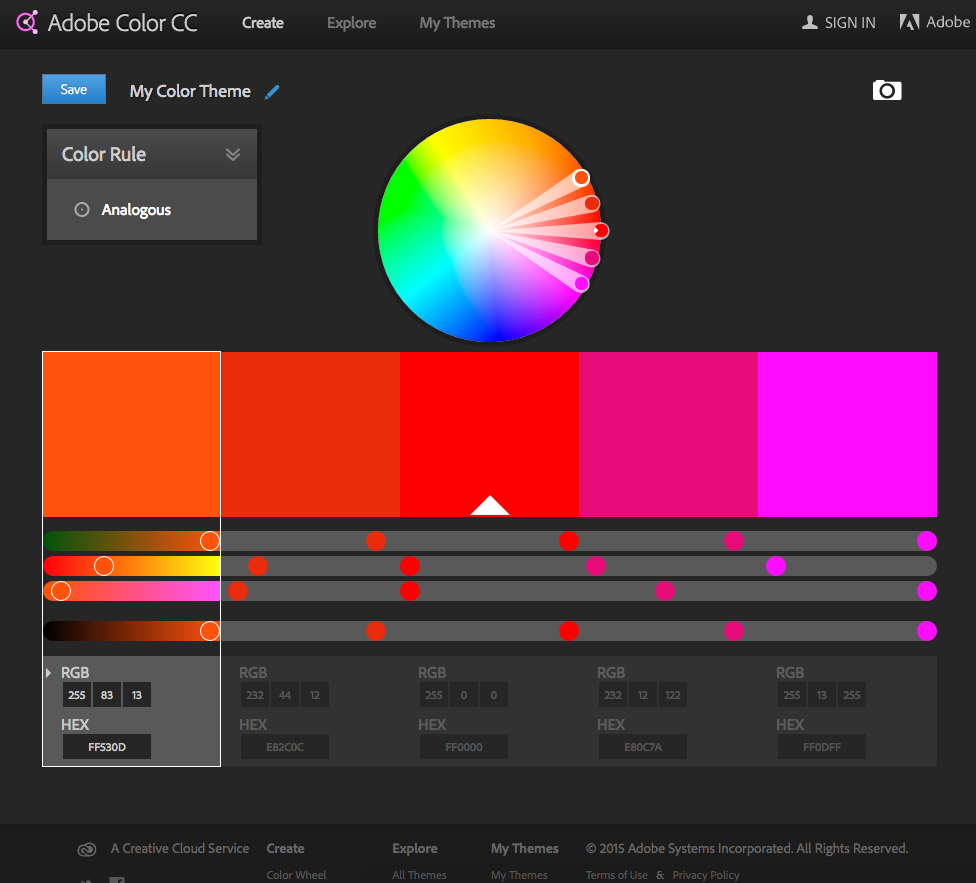 Adobe Color CC Create Explore My Themes SIGN IN Adobe
Save My Color Theme
Color Rule
Analogous
RGB RGB RGB RGB RGB
255 83 13 232 44 12 255 0 0 232 12 122 255 13 255
HEX HEX HEX HEX HEX
FF530D E82C0C FF0000 E80C7A FF0DFF
A Creative Cloud Service Create Explore My Themes © 2015 Adobe Systems Incorporated. All Rights Reserved.
Color Wheel All Themes My Themes Terms of Use & Privacy Policy